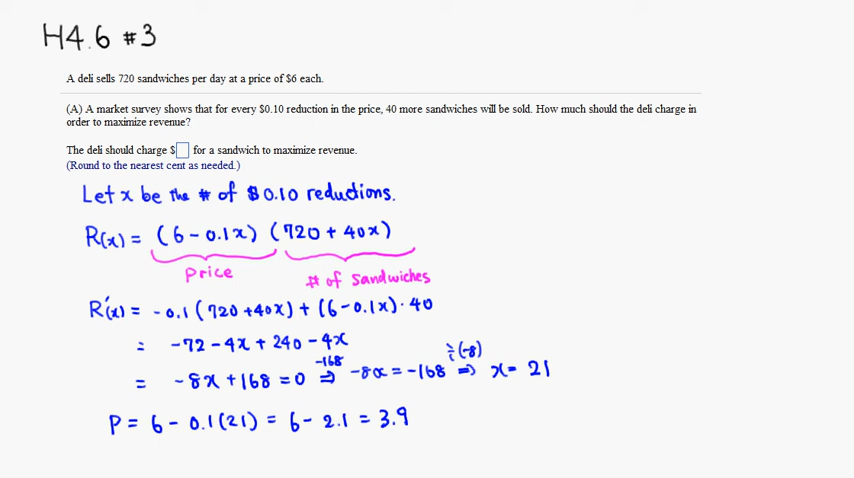 H4.6 #3
A deli sells 720 sandwiches per day at a price of $6 each.
(A) A market survey shows that for every $0.10 reduction in the price, 40 more sandwiches will be sold. How much should the deli charge in
order to maximize revenue?
The deli should charge $ for a sandwich to maximize revenue.
(Round to the nearest cent as needed.)
Let x be the # of $0.10 reductions.
R(x) = (6 - 0.1x) (720 + 40x)
Price # of Sandwiches
R'(x) = -0.1 (720 + 40x) + (6 - 0.1x) · 40
= -72 - 4x + 240 - 4x
-168 ÷(-8)
= -8x + 168 = 0 ⇒ -8x = -168 ⇒ x = 21
P = 6 - 0.1(21) = 6 - 2.1 = 3.9